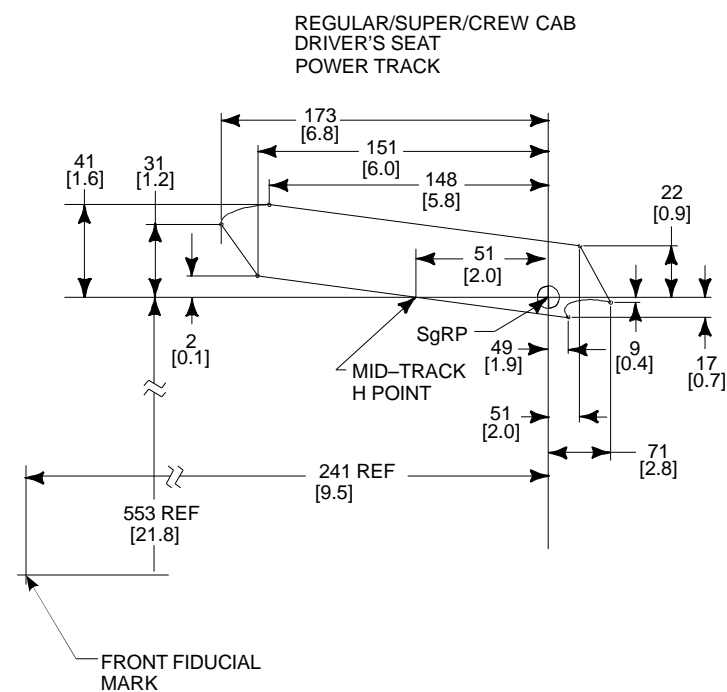 REGULAR/SUPER/CREW CAB
DRIVER'S SEAT
POWER TRACK
173
[6.8]
151
[6.0]
148
[5.8]
41
[1.6]
31
[1.2]
22
[0.9]
51
[2.0]
SgRP
2
[0.1]
MID–TRACK
H POINT
49
[1.9]
9
[0.4]
17
[0.7]
51
[2.0]
71
[2.8]
241 REF
[9.5]
553 REF
[21.8]
FRONT FIDUCIAL
MARK